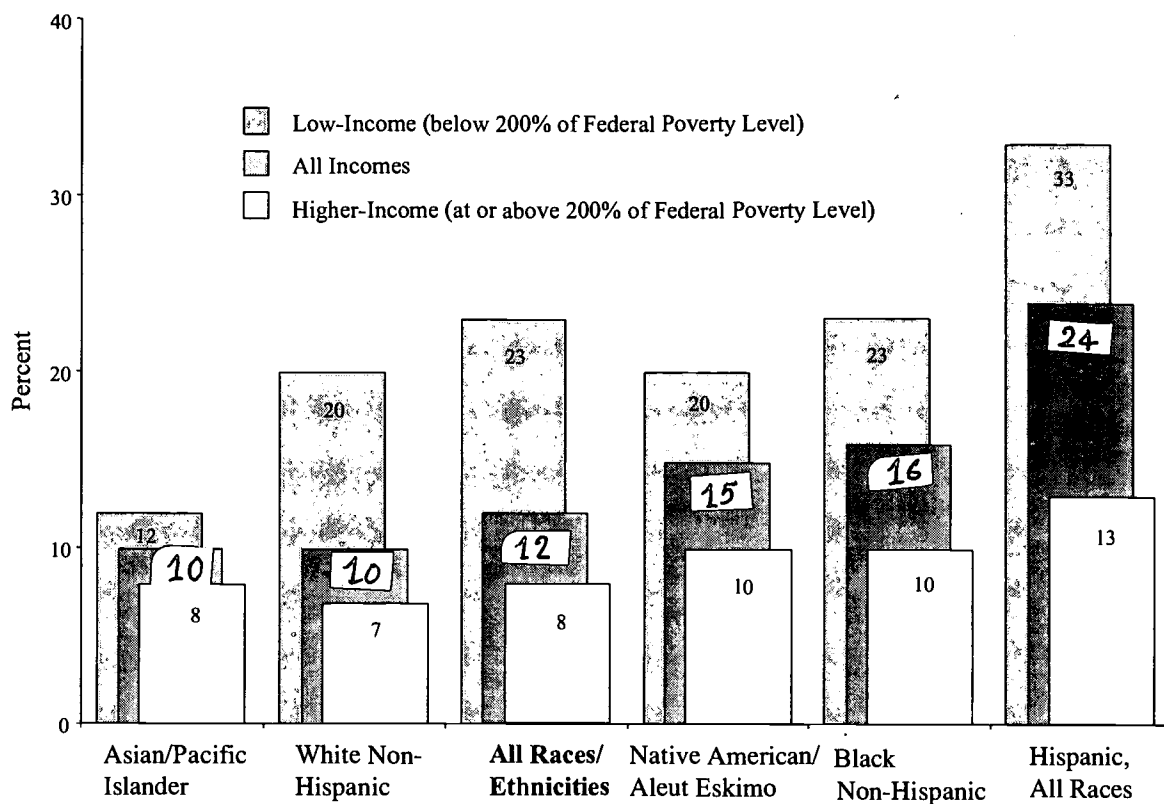 40
Low-Income (below 200% of Federal Poverty Level)
All Incomes
Higher-Income (at or above 200% of Federal Poverty Level)
30
20
10
0
Percent
12
10
8
20
10
7
23
12
8
20
15
10
23
16
10
33
24
13
Asian/Pacific
Islander
White Non-
Hispanic
All Races/
Ethnicities
Native American/
Aleut Eskimo
Black
Non-Hispanic
Hispanic,
All Races